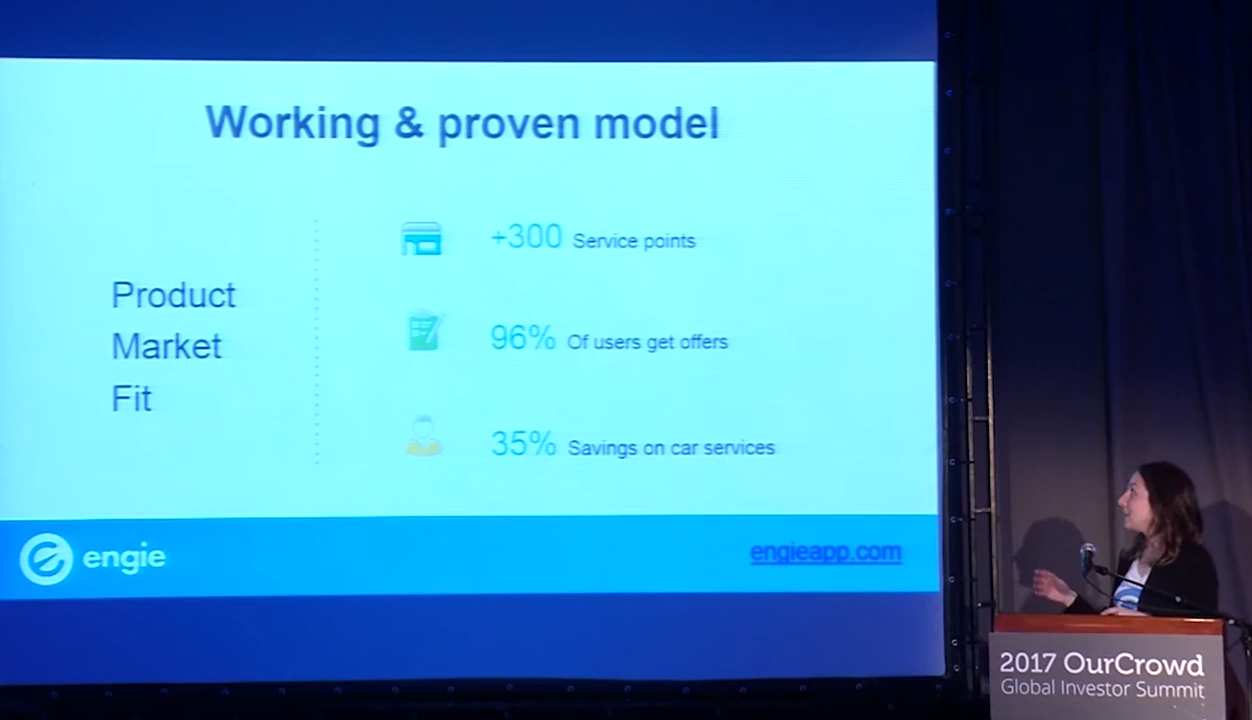 Working & proven model
Product
Market
Fit
+300 Service points
96% Of users get offers
35% Savings on car services
engie
engieapp.com
2017 OurCrowd
Global Investor Summit